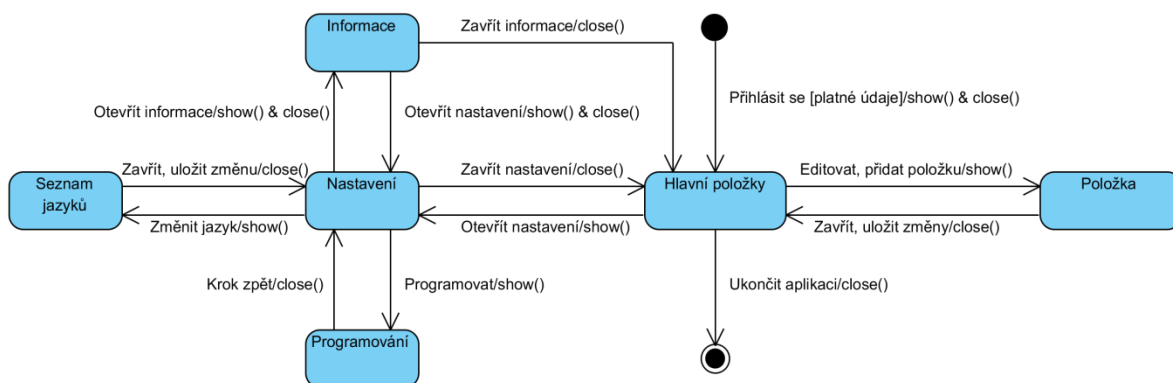 Informace
Zavřít informace/close()
Přihlásit se [platné údaje]/show() & close()
Otevřít informace/show() & close()
Otevřít nastavení/show() & close()
Seznam
jazyků
Zavřít, uložit změnu/close()
Změnit jazyk/show()
Nastavení
Zavřít nastavení/close()
Otevřít nastavení/show()
Hlavní položky
Editovat, přidat položku/show()
Zavřít, uložit změny/close()
Položka
Krok zpět/close()
Programovat/show()
Ukončit aplikaci/close()
Programování